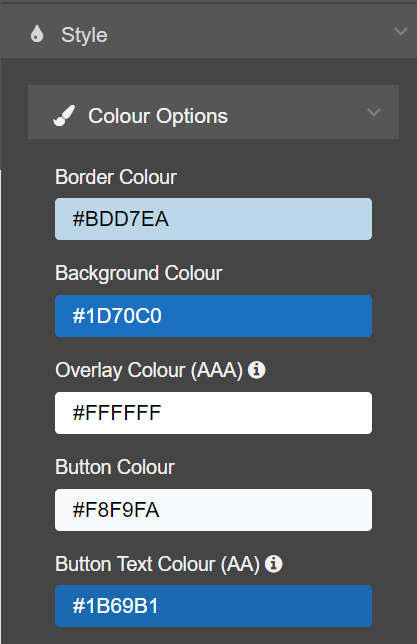 Style
Colour Options
Border Colour
#BDD7EA
Background Colour
#1D70C0
Overlay Colour (AAA)
#FFFFFF
Button Colour
#F8F9FA
Button Text Colour (AA)
#1B69B1